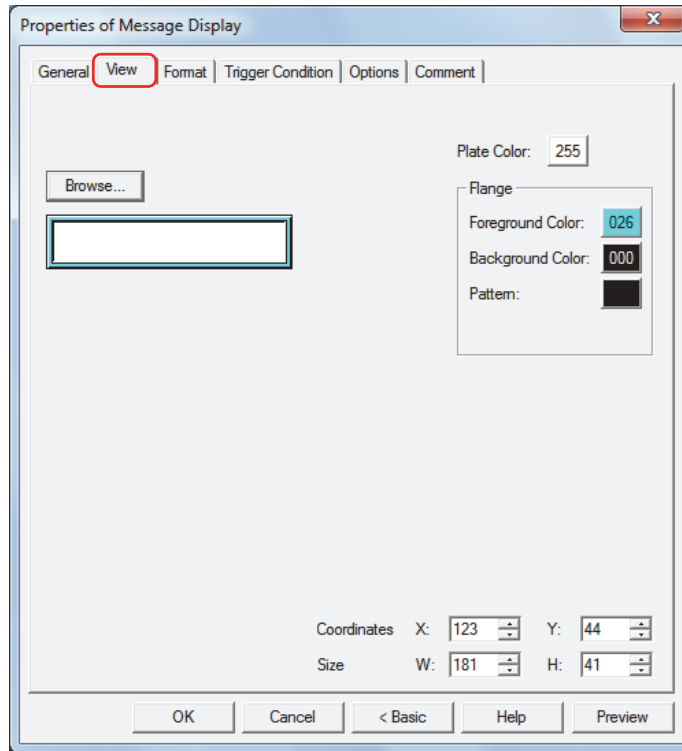 Properties of Message Display
General View Format Trigger Condition Options Comment
Plate Color: 255
Browse...
Flange
Foreground Color: 026
Background Color: 000
Pattern:
Coordinates X: 123 Y: 44
Size W: 181 H: 41
OK Cancel < Basic Help Preview